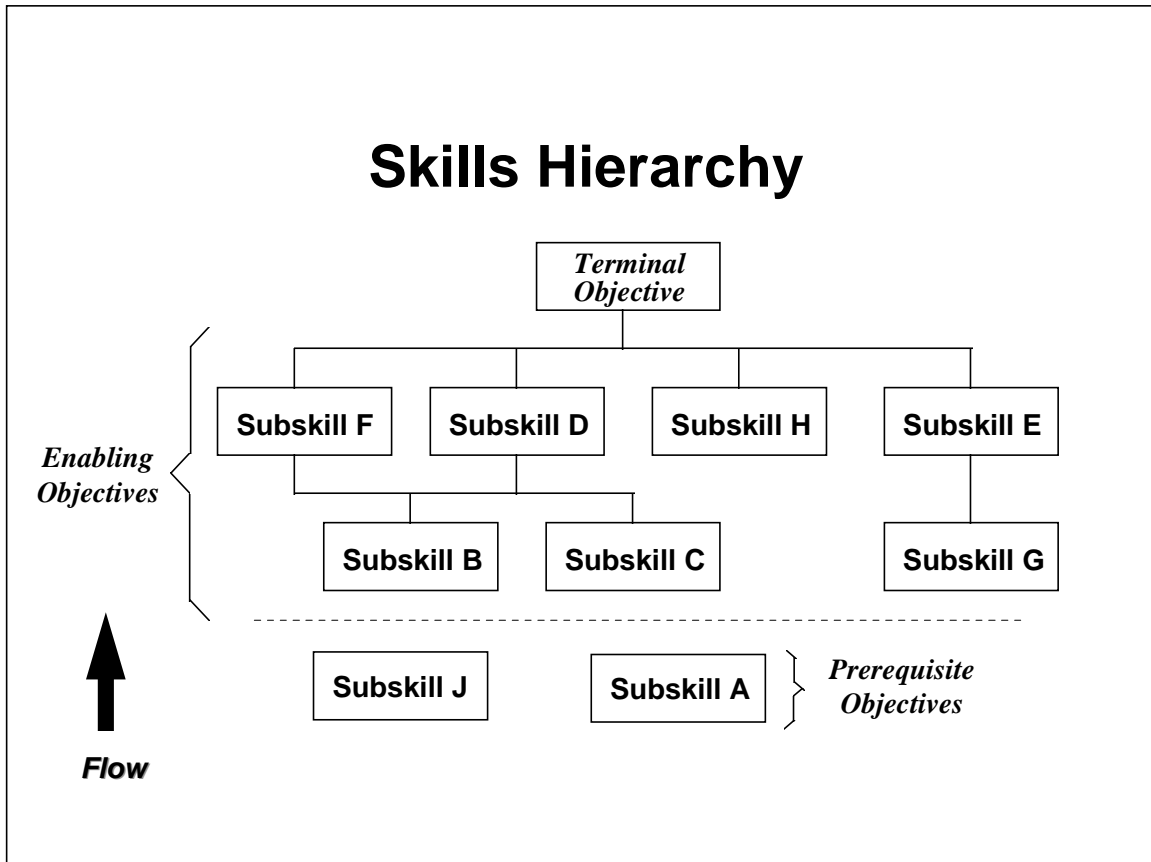 Skills Hierarchy
Terminal
Objective
Subskill F
Subskill D
Subskill H
Subskill E
Enabling
Objectives
Subskill B
Subskill C
Subskill G
Subskill J
Subskill A
Prerequisite
Objectives
Flow